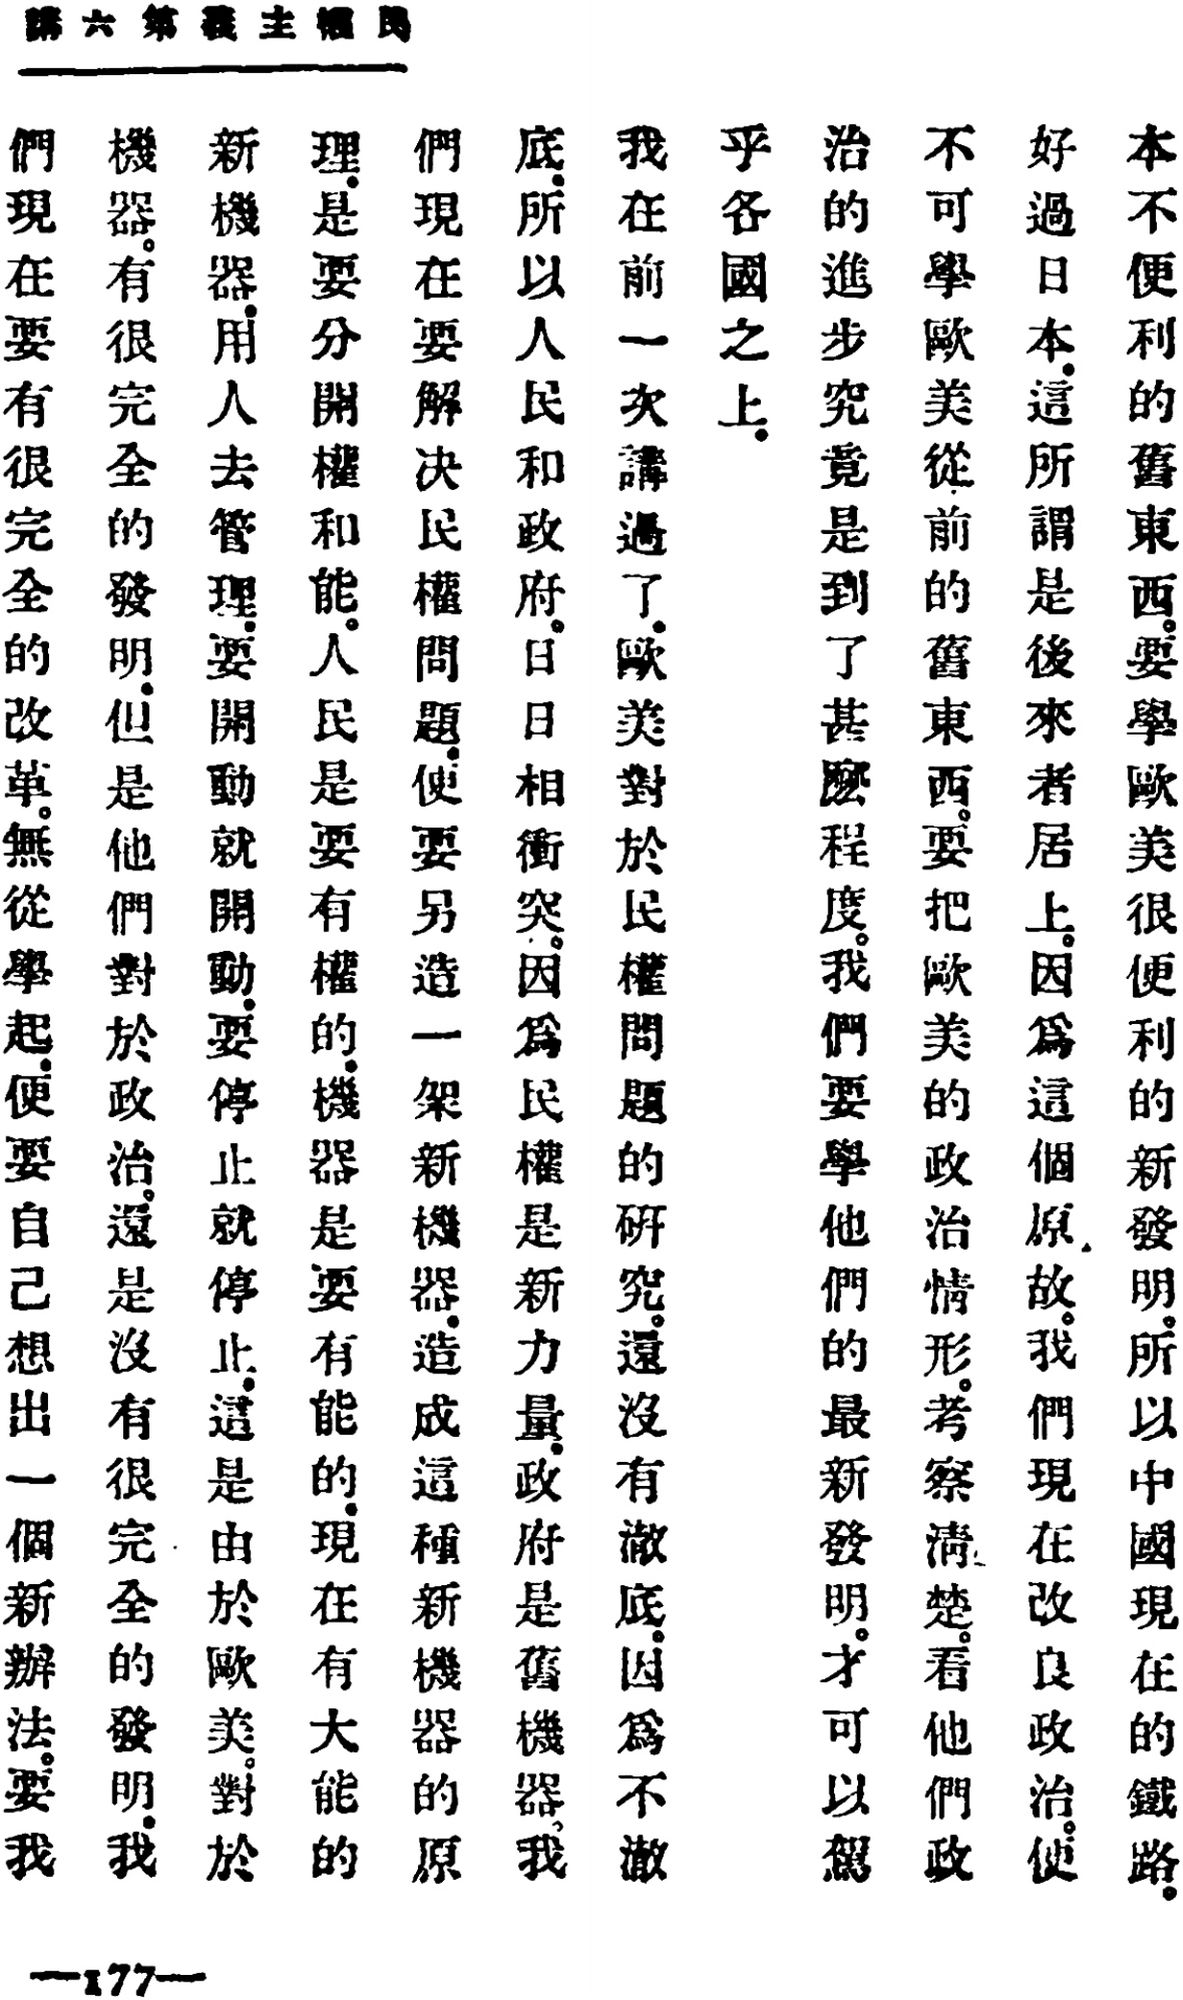 民權主義第六講
本不便利的舊東西。要學歐美很便利的新發明。所以中國現在的鐵路。
好過日本.這所謂是後來者居上。因爲這個原故。我們現在改良政治。便
不可學歐美從前的舊東西。要把歐美的政治情形。考察清楚。看他們政
治的進步究竟是到了甚麽程度。我們要學他們的最新發明。才可以駕
乎各國之上.
我在前一次講過了.歐美對於民權問題的研究。還沒有澈底。因爲不澈
底.所以人民和政府。日日相衝突。因爲民權是新力量.政府是舊機器.我
們現在要解决民權問題.便要另造一架新機器.造成這種新機器的原
理.是要分開權和能。人民是要有權的.機器是要有能的.現在有大能的
新機器.用人去管理.要開動就開動.要停止就停止.這是由於歐美。對於
機器。有很完全的發明.但是他們對於政治。還是沒有很完全的發明.我
們現在要有很完全的改革。無從學起.便要自己想出一個新辦法。要我
—177—